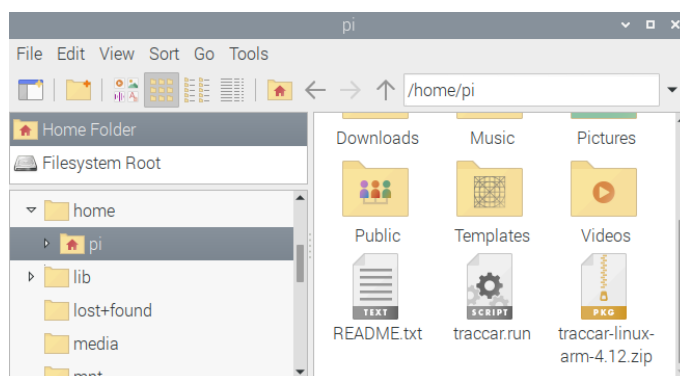 pi
File Edit View Sort Go Tools
/home/pi
Home Folder
Filesystem Root
home
pi
lib
lost+found
media
Downloads Music Pictures
Public Templates Videos
TEXT SCRIPT PKG
README.txt traccar.run traccar-linux-
arm-4.12.zip